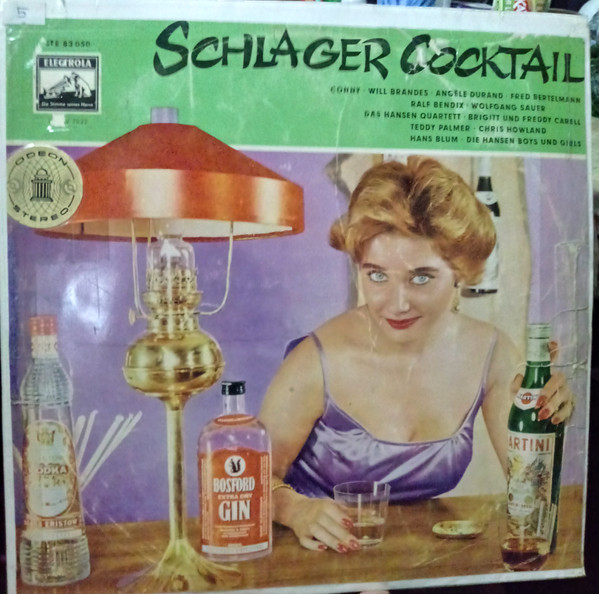 5
STE 83 050
SCHLAGER COCKTAIL
ELECTROLA
Die Stimme seines Herrn
CONNY · WILL BRANDES · ANGÈLE DURAND · FRED BERTELMANN
RALF BENDIX · WOLFGANG SAUER
DAS HANSEN QUARTETT · BRIGITT UND FREDDY CARELL
TEDDY PALMER · CHRIS HOWLAND
HANS BLUM · DIE HANSEN BOYS UND GIRLS
ODEON
STEREO
VODKA
BOSFORD
EXTRA DRY
GIN
MARTINI